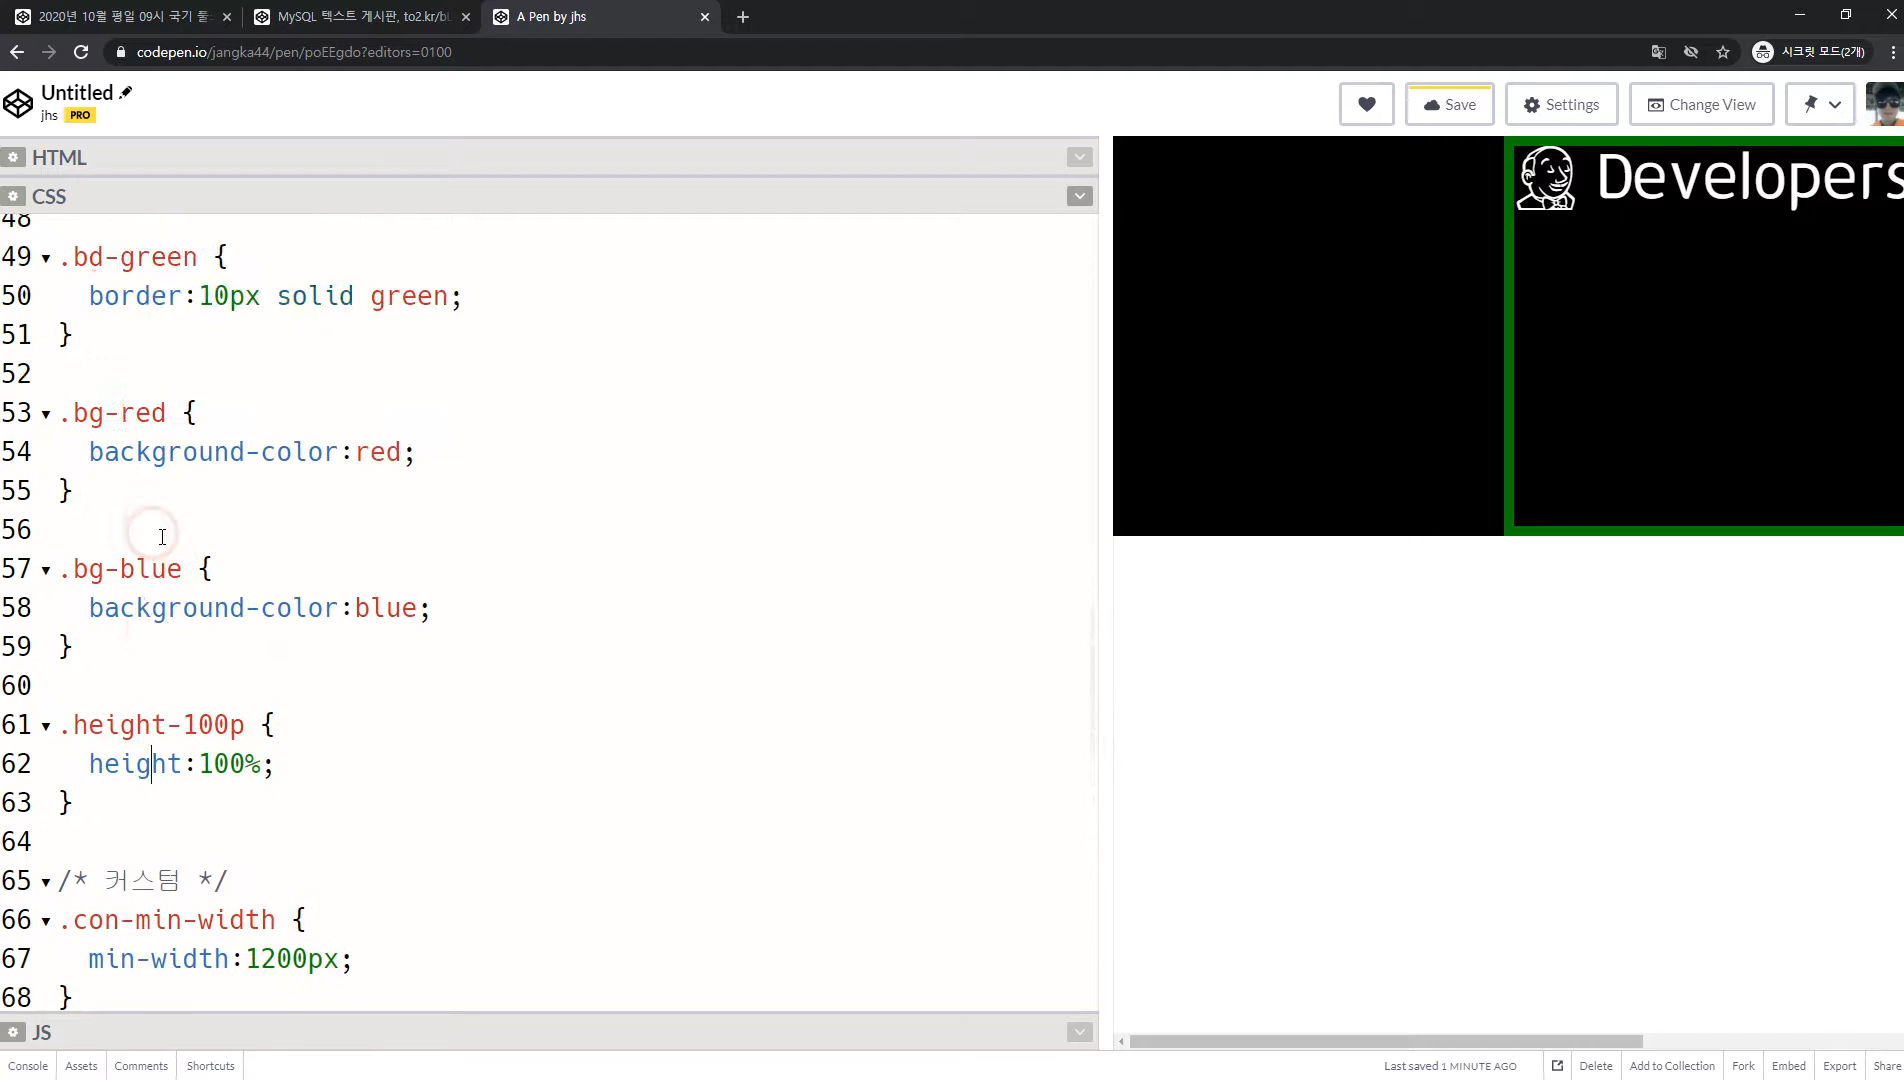 2020년 10월 평일 09시 국기 풀
MySQL 텍스트 게시판, to2.kr/bl
A Pen by jhs
codepen.io/jangka44/pen/poEEgdo?editors=0100
시크릿 모드(2개)
Untitled
jhs PRO
Save
Settings
Change View
HTML
CSS
48
49 .bd-green {
50 border:10px solid green;
51 }
52
53 .bg-red {
54 background-color:red;
55 }
56
57 .bg-blue {
58 background-color:blue;
59 }
60
61 .height-100p {
62 height:100%;
63 }
64
65 /* 커스텀 */
66 .con-min-width {
67 min-width:1200px;
68 }
Developers
JS
Console Assets Comments Shortcuts
Last saved 1 MINUTE AGO
Delete Add to Collection Fork Embed Export Share